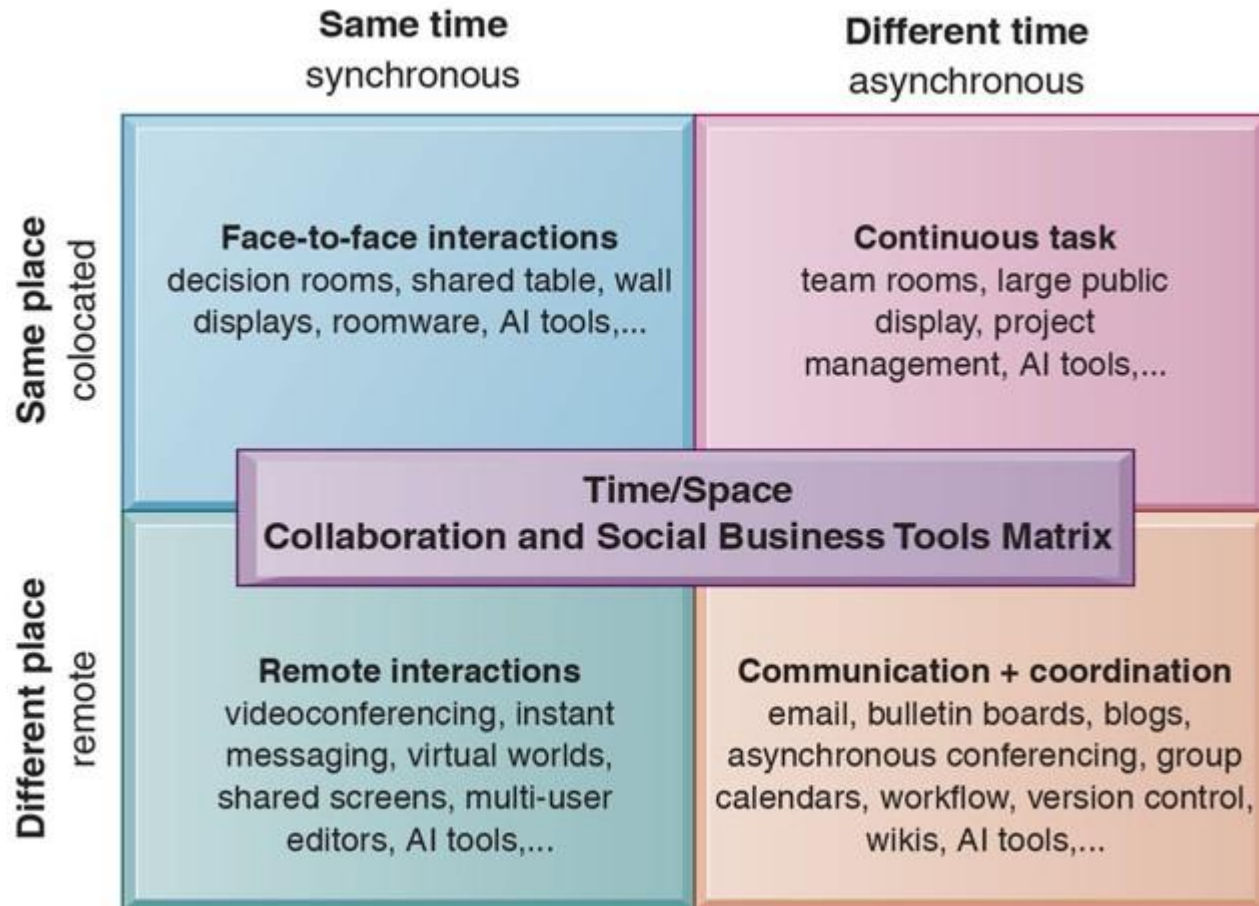 Same time
synchronous
Different time
asynchronous
Same place
colocated
Face-to-face interactions
decision rooms, shared table, wall
displays, roomware, AI tools,...
Continuous task
team rooms, large public
display, project
management, AI tools,...
Time/Space
Collaboration and Social Business Tools Matrix
Different place
remote
Remote interactions
videoconferencing, instant
messaging, virtual worlds,
shared screens, multi-user
editors, AI tools,...
Communication + coordination
email, bulletin boards, blogs,
asynchronous conferencing, group
calendars, workflow, version control,
wikis, AI tools,...